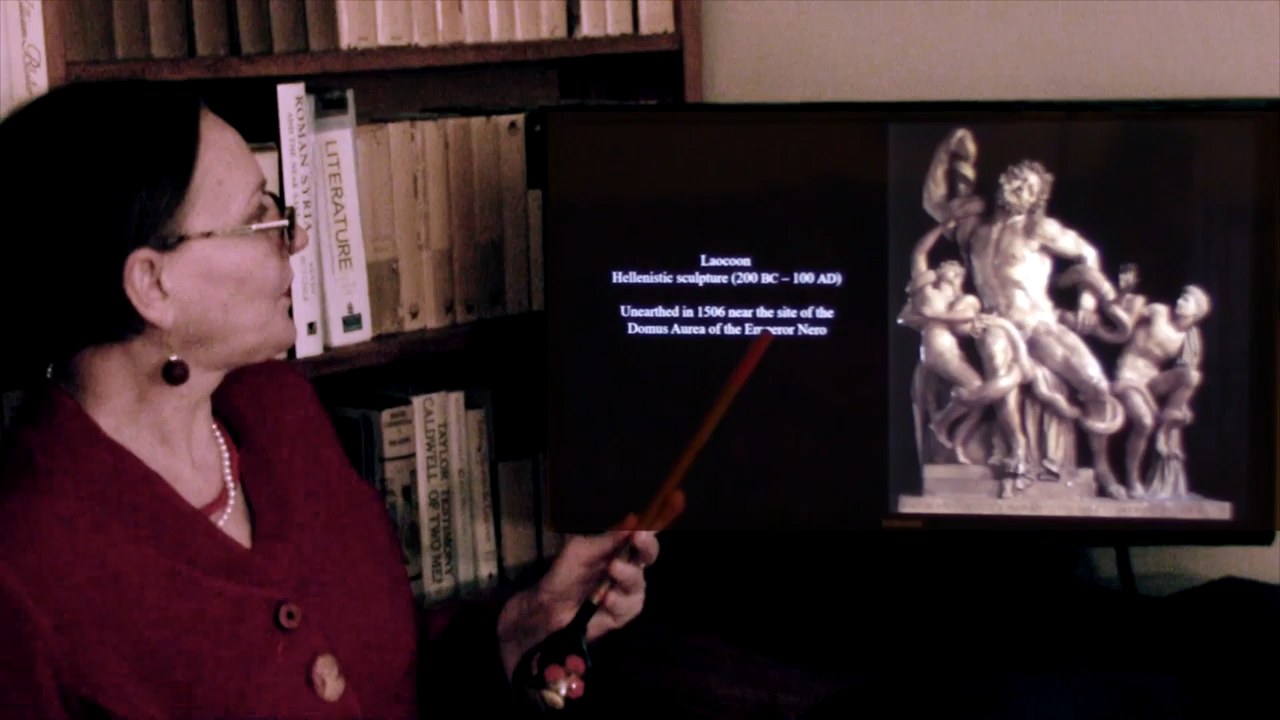 ROMAN SYRIA
LITERATURE
Laocoon
Hellenistic sculpture (200 BC – 100 AD)
Unearthed in 1506 near the site of the
Domus Aurea of the Emperor Nero
CALDWELL
TAYLOR
TESTIMONY
OF TWO MEN